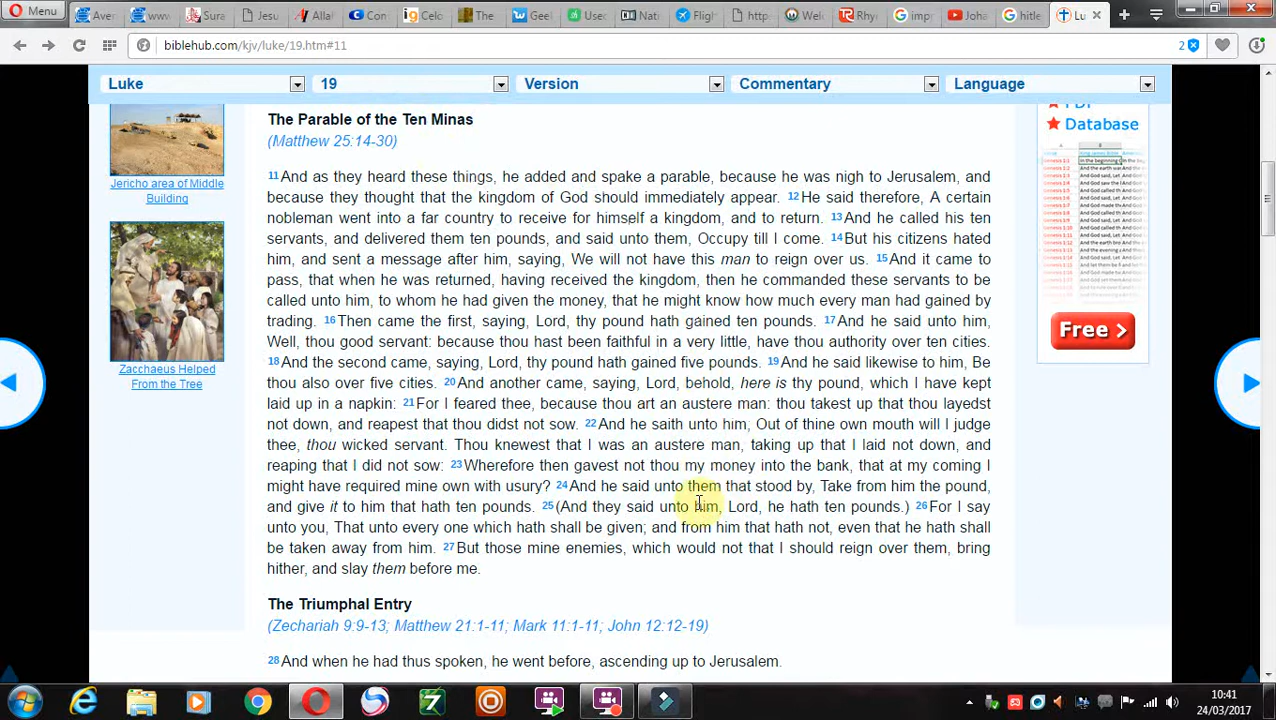 Menu
Aver
www
Sura
Jesu
Allal
Con
Celo
The
Geel
Usec
Natu
Fligh
http
Welc
Rhy
impr
Joha
hitle
Lu
biblehub.com/kjv/luke/19.htm#11
2
Luke 19 Version Commentary Language
Jericho area of Middle
Building
Zacchaeus Helped
From the Tree
The Parable of the Ten Minas
(Matthew 25:14-30)
11And as they heard these things, he added and spake a parable, because he was nigh to Jerusalem, and
because they thought that the kingdom of God should immediately appear. 12He said therefore, A certain
nobleman went into a far country to receive for himself a kingdom, and to return. 13And he called his ten
servants, and delivered them ten pounds, and said unto them, Occupy till I come. 14But his citizens hated
him, and sent a message after him, saying, We will not have this man to reign over us. 15And it came to
pass, that when he was returned, having received the kingdom, then he commanded these servants to be
called unto him, to whom he had given the money, that he might know how much every man had gained by
trading. 16Then came the first, saying, Lord, thy pound hath gained ten pounds. 17And he said unto him,
Well, thou good servant: because thou hast been faithful in a very little, have thou authority over ten cities.
18And the second came, saying, Lord, thy pound hath gained five pounds. 19And he said likewise to him, Be
thou also over five cities. 20And another came, saying, Lord, behold, here is thy pound, which I have kept
laid up in a napkin: 21For I feared thee, because thou art an austere man: thou takest up that thou layedst
not down, and reapest that thou didst not sow. 22And he saith unto him, Out of thine own mouth will I judge
thee, thou wicked servant. Thou knewest that I was an austere man, taking up that I laid not down, and
reaping that I did not sow: 23Wherefore then gavest not thou my money into the bank, that at my coming I
might have required mine own with usury? 24And he said unto them that stood by, Take from him the pound,
and give it to him that hath ten pounds. 25(And they said unto him, Lord, he hath ten pounds.) 26For I say
unto you, That unto every one which hath shall be given; and from him that hath not, even that he hath shall
be taken away from him. 27But those mine enemies, which would not that I should reign over them, bring
hither, and slay them before me.
The Triumphal Entry
(Zechariah 9:9-13; Matthew 21:1-11; Mark 11:1-11; John 12:12-19)
28And when he had thus spoken, he went before, ascending up to Jerusalem.
Database
Free >
10:41
24/03/2017